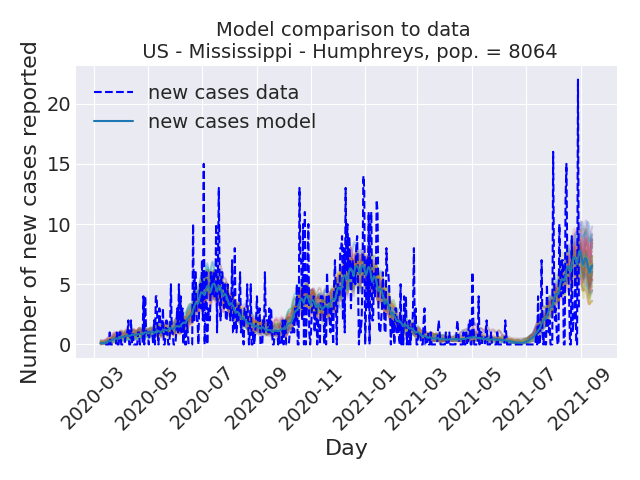 Model comparison to data
US - Mississippi - Humphreys, pop. = 8064
Number of new cases reported
new cases data
new cases model
20
15
10
5
0
2020-03
2020-05
2020-07
2020-09
2020-11
2021-01
2021-03
2021-05
2021-07
2021-09
Day